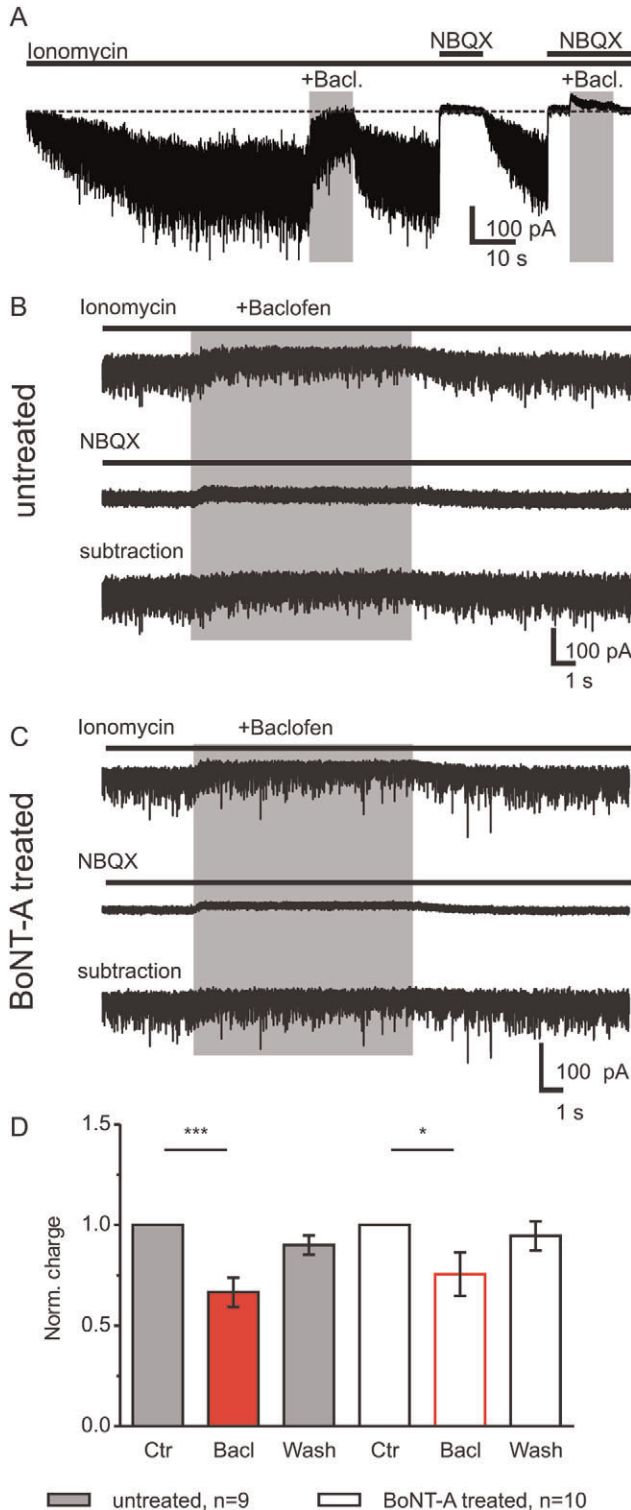 A
NBQX NBQX
Ionomycin
+Bacl. +Bacl.
100 pA
10 s
B
Ionomycin +Baclofen
untreated
NBQX
subtraction
100 pA
1 s
C
Ionomycin +Baclofen
BoNT-A treated
NBQX
subtraction
100 pA
1 s
D
1.5
*** *
1.0
Norm. charge
0.5
0.0
Ctr Bacl Wash Ctr Bacl Wash
untreated, n=9 BoNT-A treated, n=10